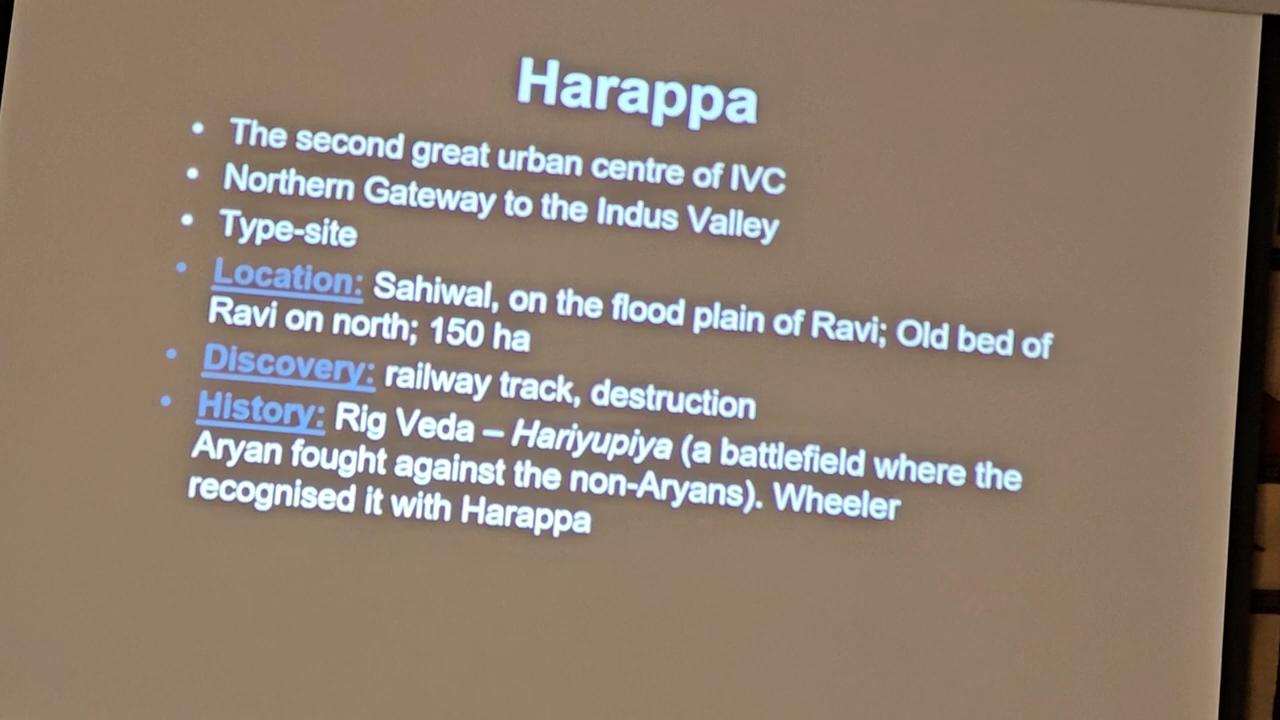 Harappa
• The second great urban centre of IVC
• Northern Gateway to the Indus Valley
• Type-site
• Location: Sahiwal, on the flood plain of Ravi; Old bed of
Ravi on north; 150 ha
• Discovery: railway track, destruction
• History: Rig Veda – Hariyupiya (a battlefield where the
Aryan fought against the non-Aryans). Wheeler
recognised it with Harappa